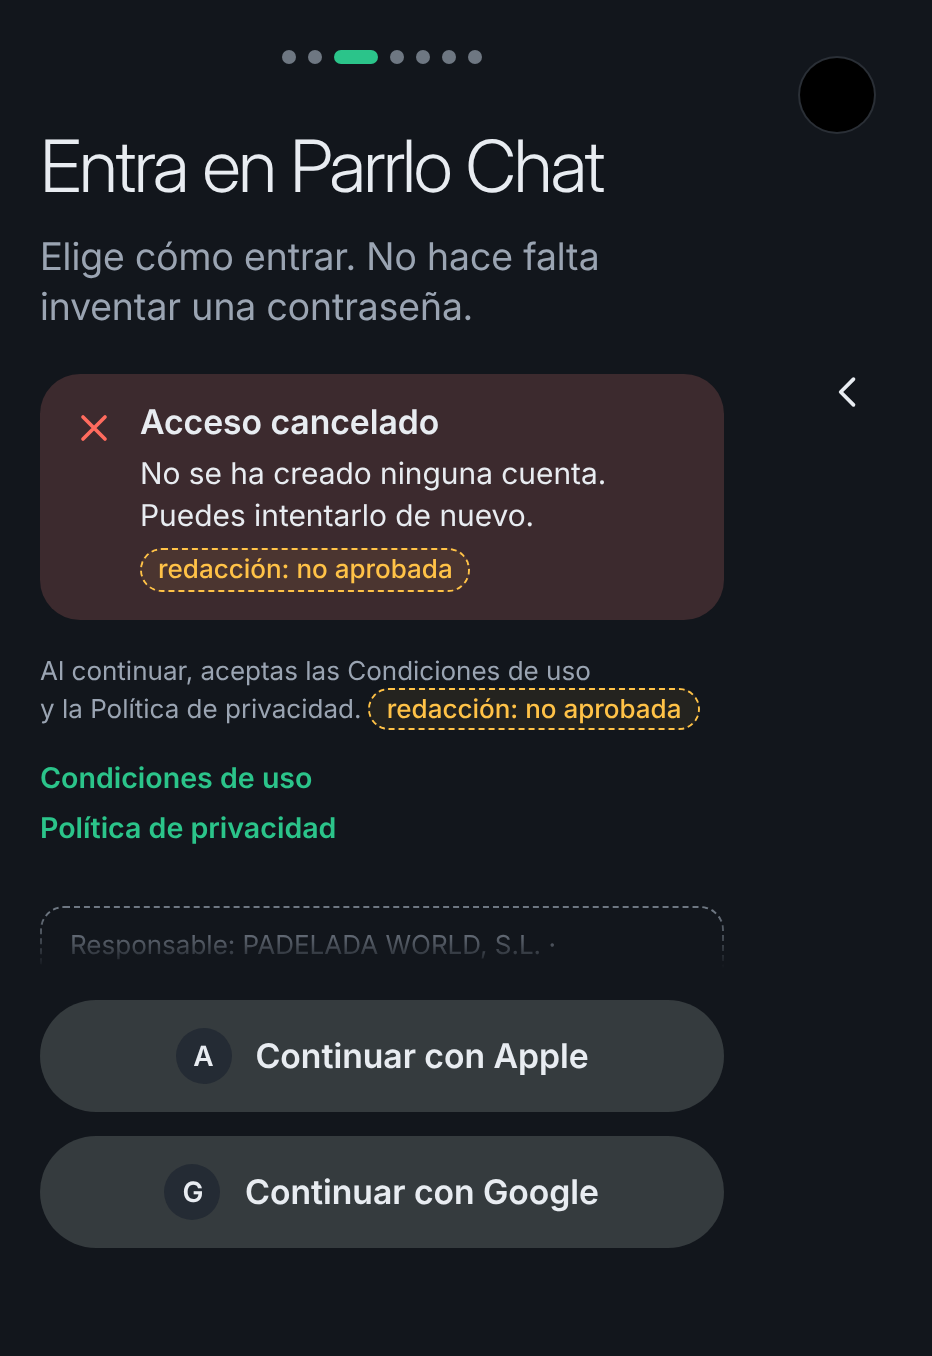 Entra en Parrlo Chat
Elige cómo entrar. No hace falta
inventar una contraseña.
Acceso cancelado
No se ha creado ninguna cuenta.
Puedes intentarlo de nuevo.
redacción: no aprobada
Al continuar, aceptas las Condiciones de uso
y la Política de privacidad. redacción: no aprobada
Condiciones de uso
Política de privacidad
Responsable: PADELADA WORLD, S.L. ·
A Continuar con Apple
G Continuar con Google